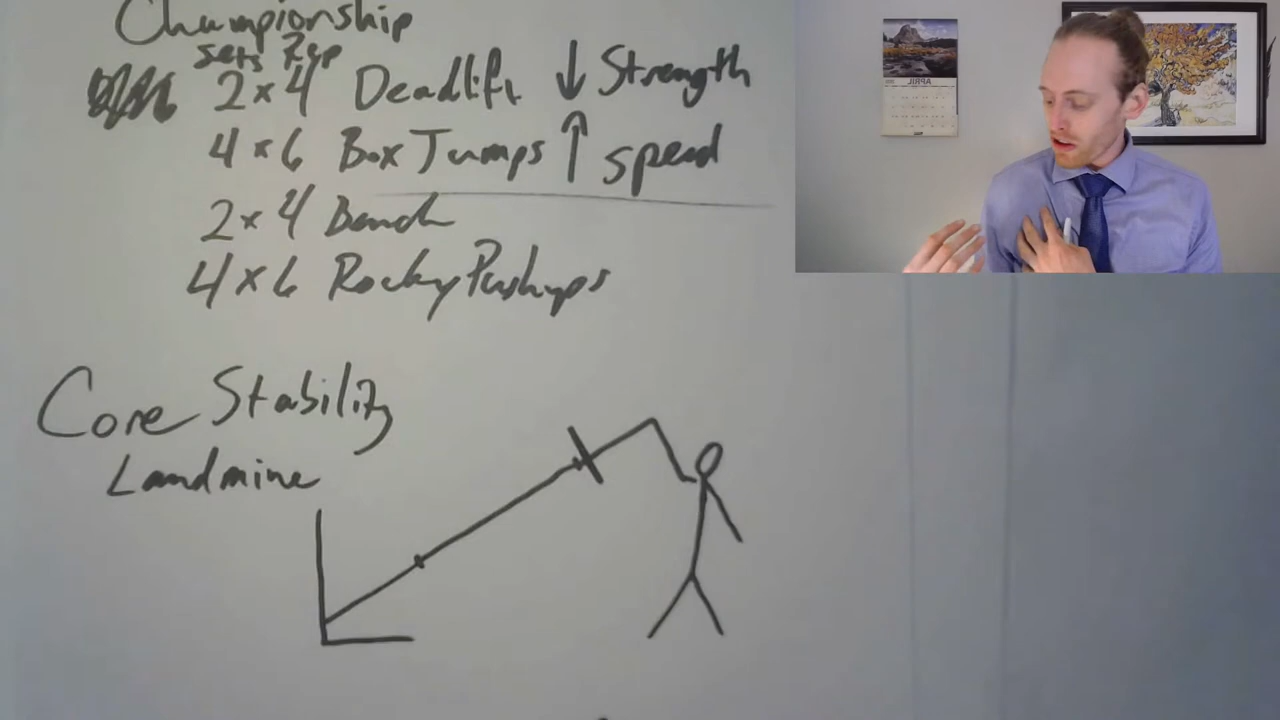 Championship
sets Rep
2 x 4 Deadlift ↓ Strength
4 x 6 Box Jumps ↑ speed
2 x 4 Bench
4 x 6 Rocky Pushups
Core Stability
Landmine
APRIL